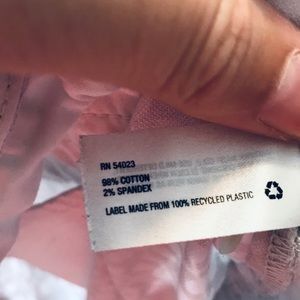 RN 54023
98% COTTON
2% SPANDEX
LABEL MADE FROM 100% RECYCLED PLASTIC